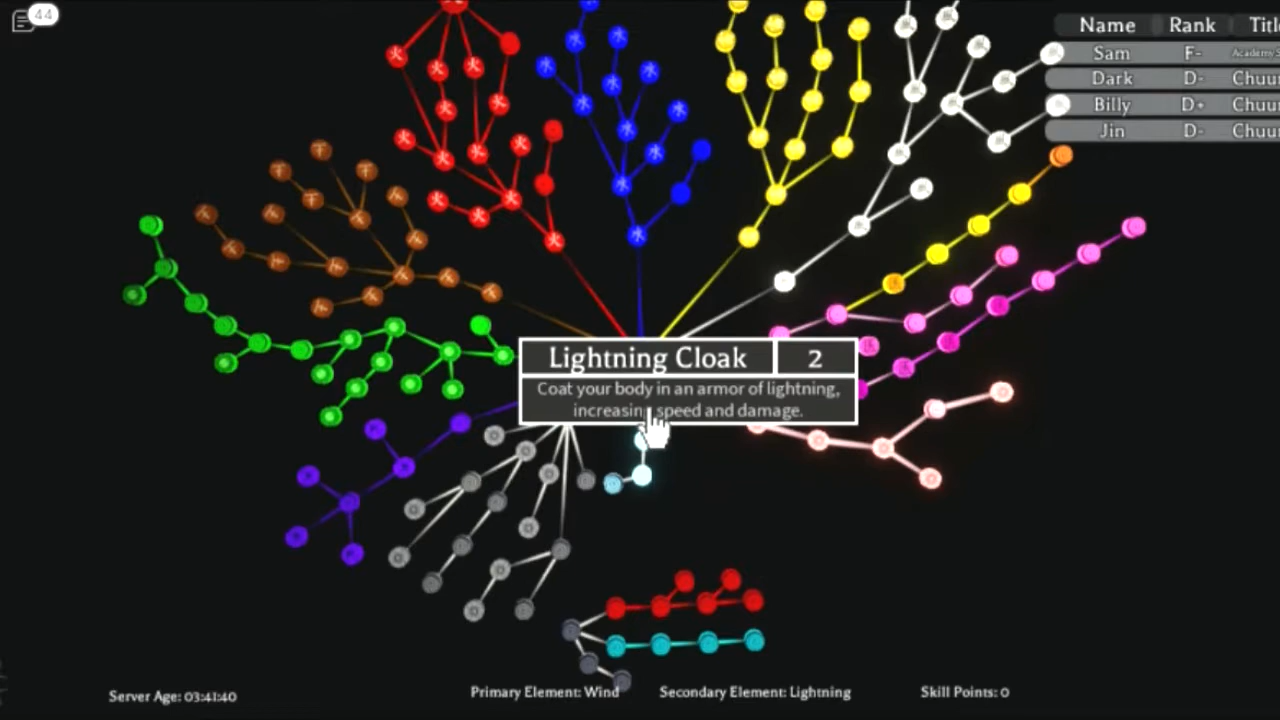 44
Name Rank Title
Sam F- Academy S
Dark D- Chuu
Billy D+ Chuu
Jin D- Chuu
Lightning Cloak 2
Coat your body in an armor of lightning,
increasing speed and damage.
Server Age: 03:41:40 Primary Element: Wind Secondary Element: Lightning Skill Points: 0